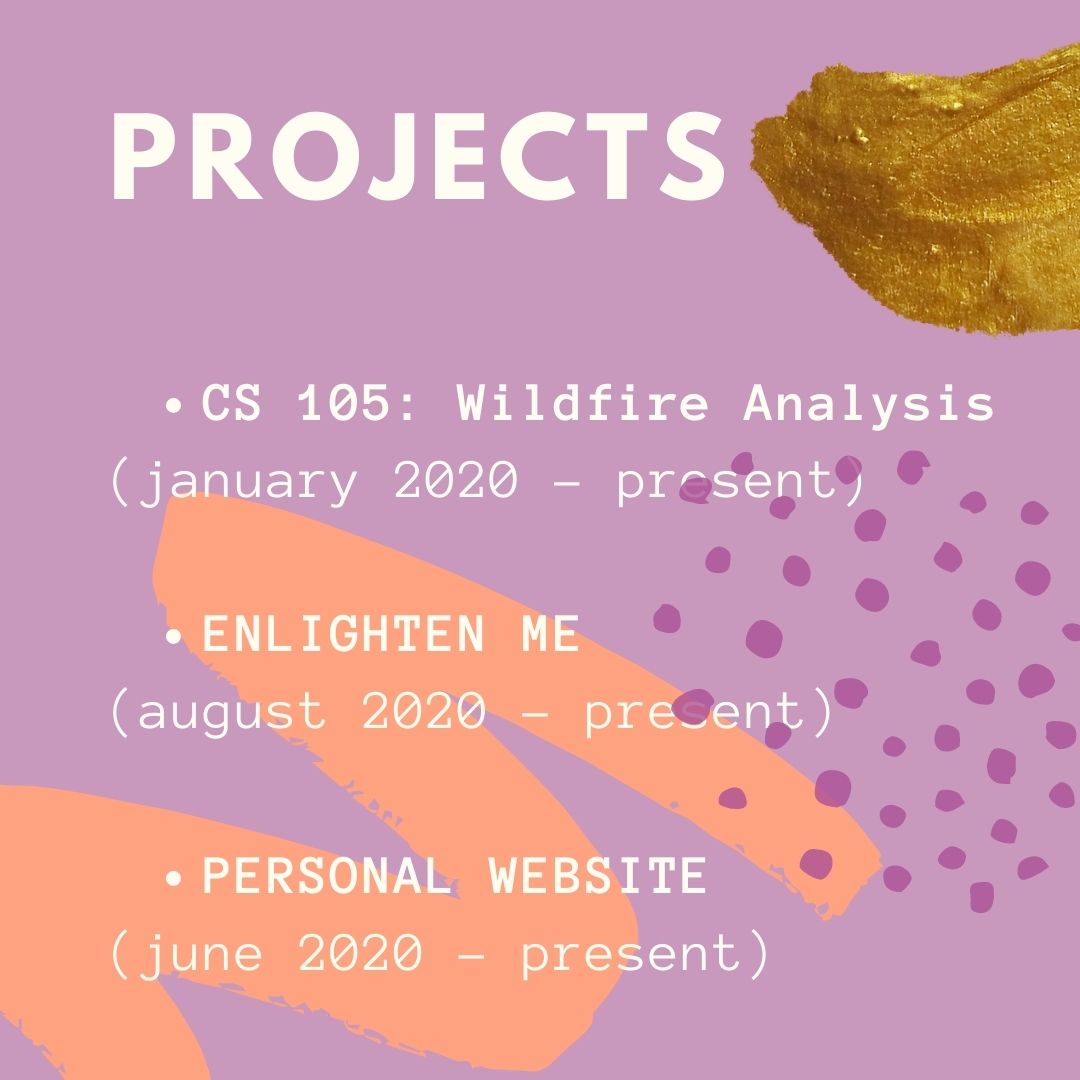 PROJECTS
• CS 105: Wildfire Analysis
(january 2020 - present)
• ENLIGHTEN ME
(august 2020 - present)
• PERSONAL WEBSITE
(june 2020 - present)